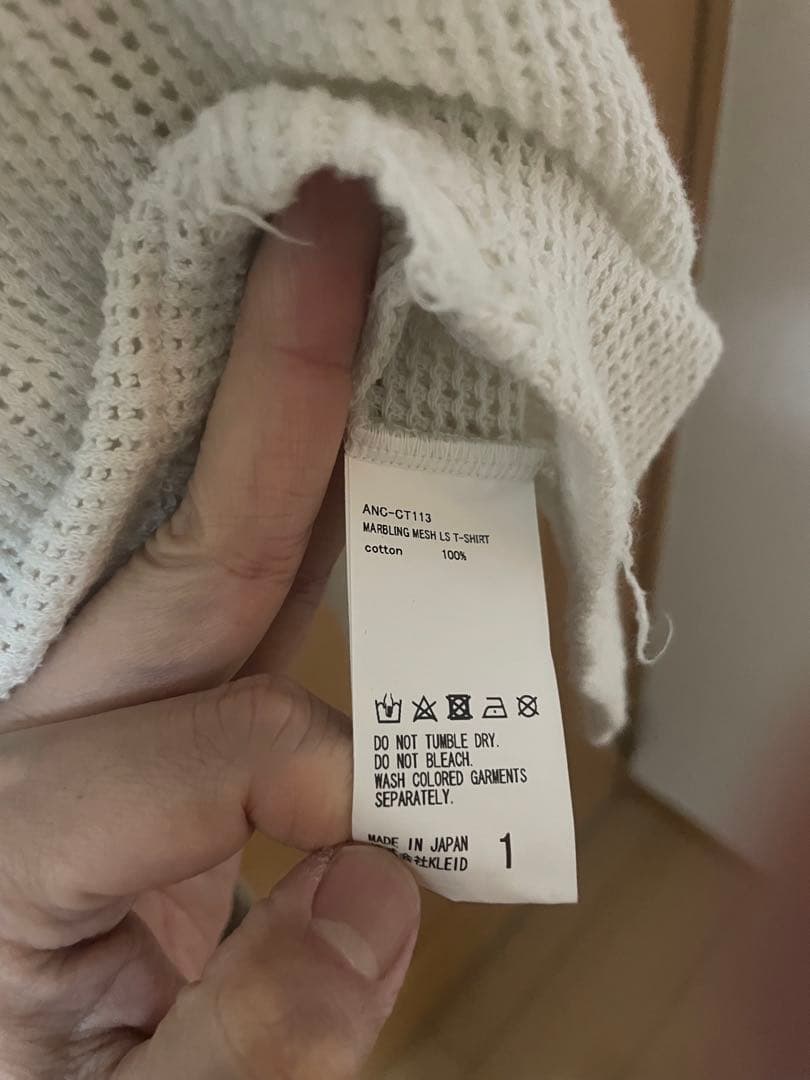 ANC-CT113
MARBLING MESH LS T-SHIRT
cotton 100%
DO NOT TUMBLE DRY.
DO NOT BLEACH.
WASH COLORED GARMENTS
SEPARATELY.
MADE IN JAPAN
会社KLEID
1